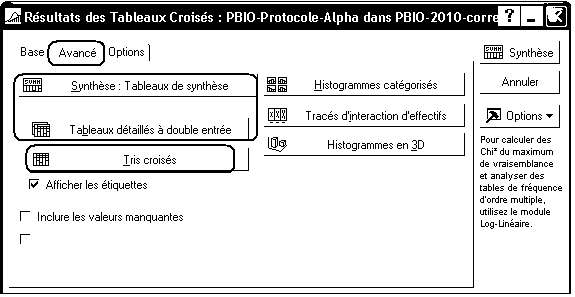 Résultats des Tableaux Croisés : PBIO-Protocole-Alpha dans PBIO-2010-corre
?
Base Avancé Options
Synthèse : Tableaux de synthèse
Tableaux détaillés à double entrée
Tris croisés
Afficher les étiquettes
Inclure les valeurs manquantes
Histogrammes catégorisés
Tracés d'interaction d'effectifs
Histogrammes en 3D
Synthèse
Annuler
Options
Pour calculer des
Chi² du maximum
de vraisemblance
et analyser des
tables de fréquence
d'ordre multiple,
utilisez le module
Log-Linéaire.